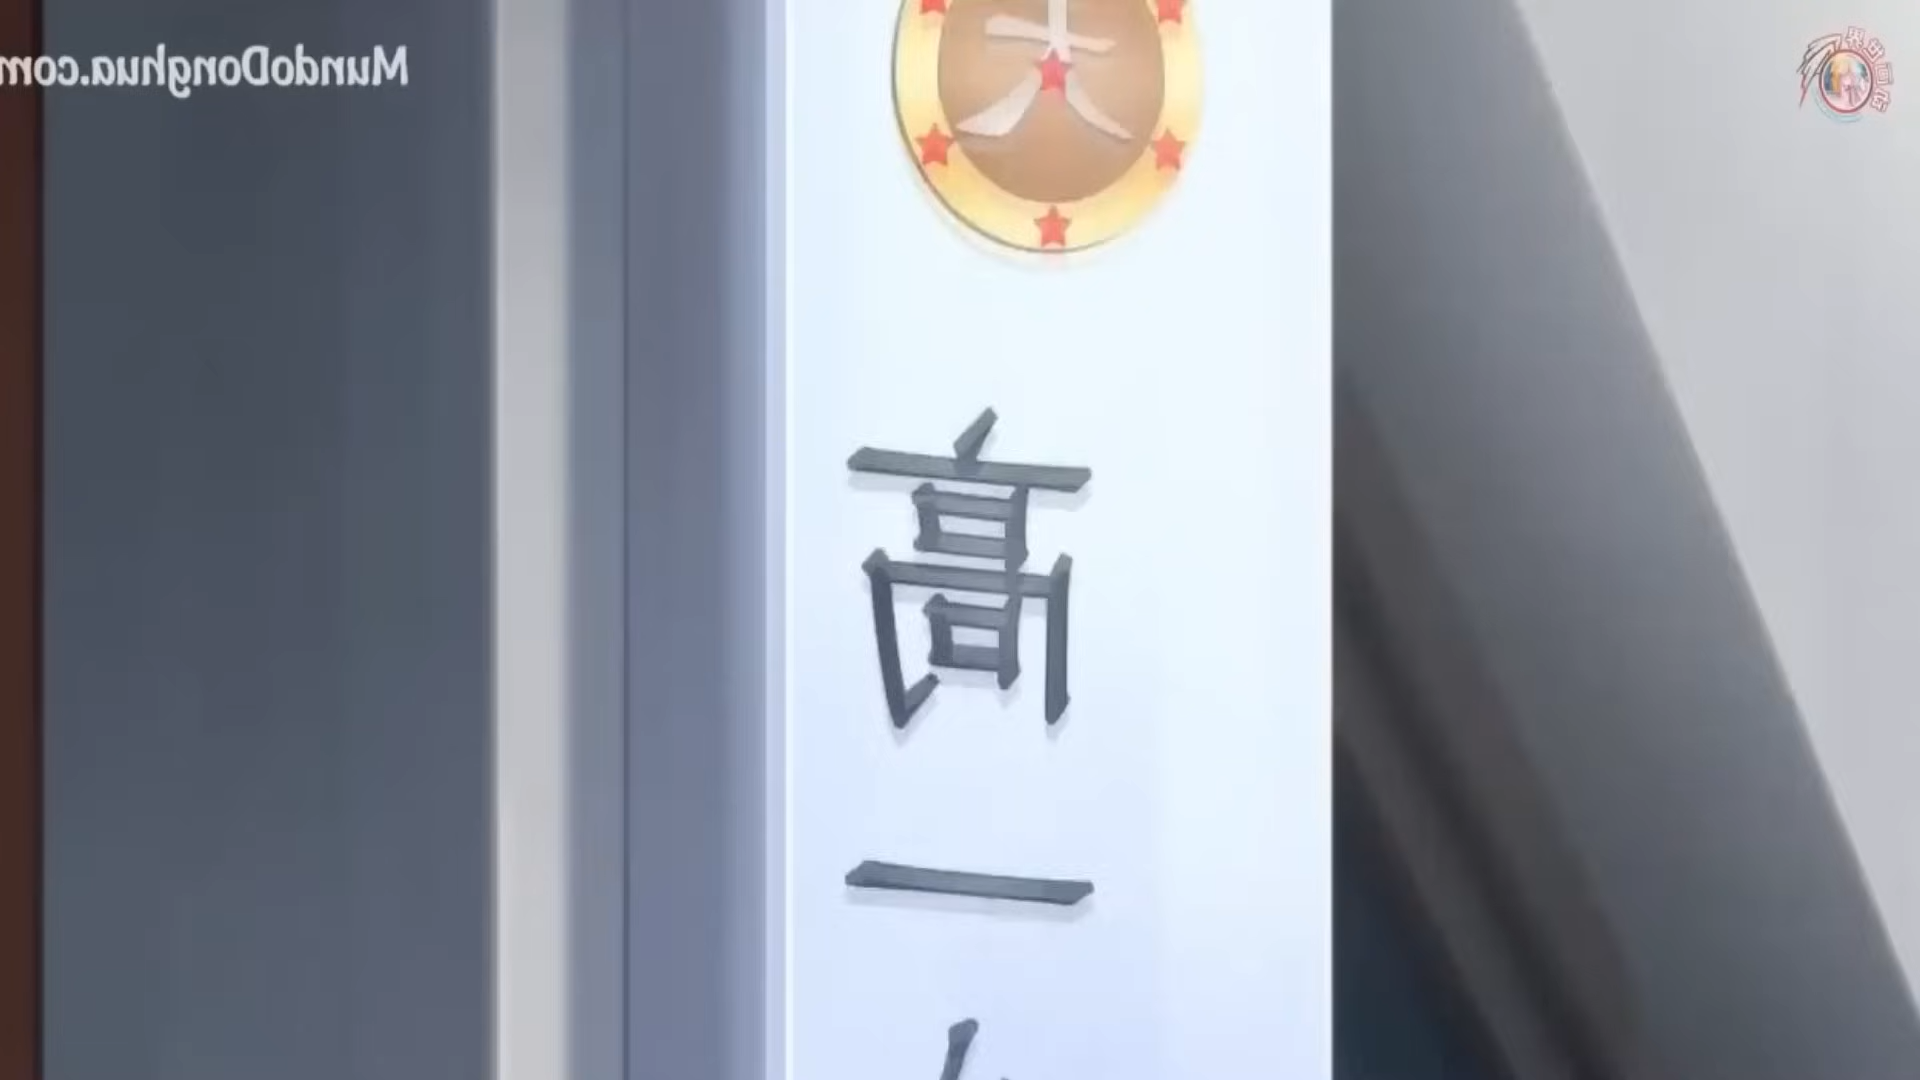 MundoDonghua.com
大
高
一